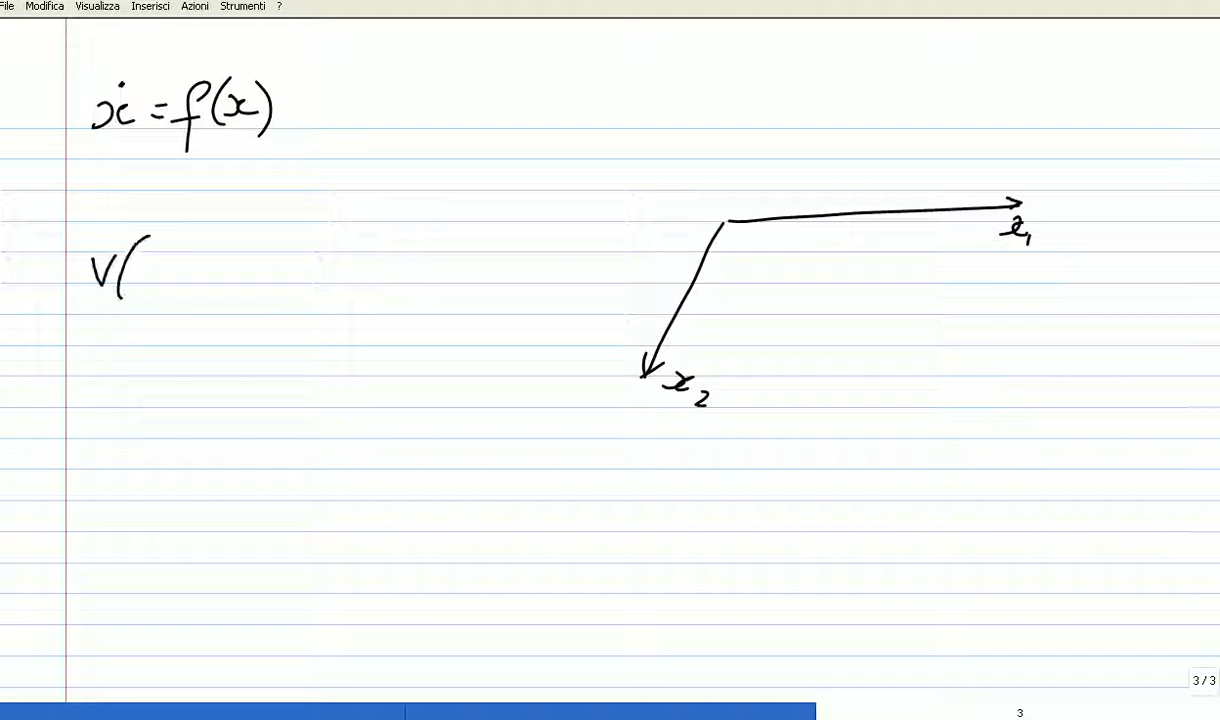 File Modifica Visualizza Inserisci Azioni Strumenti ?
ẋ = f(x)
x₁
V(
x₂
3 / 3
3